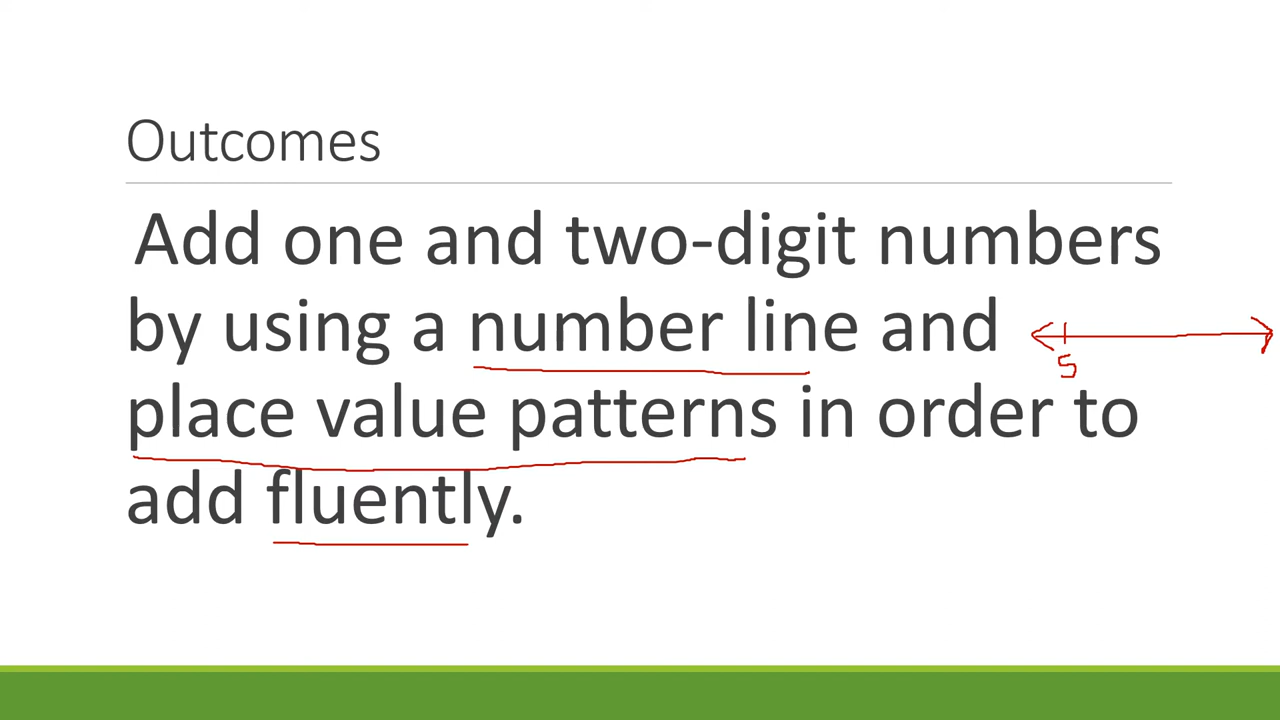 Outcomes
Add one and two-digit numbers
by using a number line and
5
place value patterns in order to
add fluently.